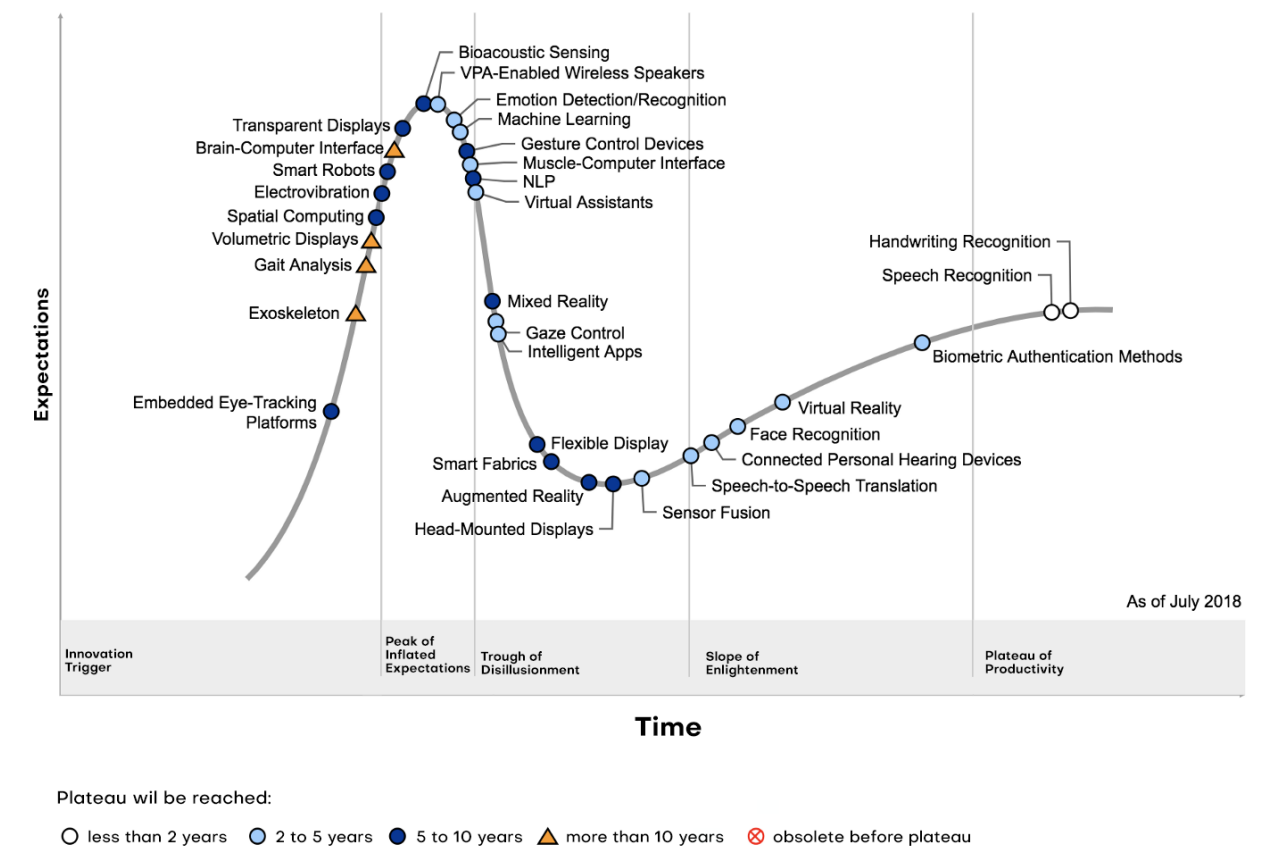 Bioacoustic Sensing
VPA-Enabled Wireless Speakers
Emotion Detection/Recognition
Machine Learning
Gesture Control Devices
Muscle-Computer Interface
NLP
Virtual Assistants
Transparent Displays
Brain-Computer Interface
Smart Robots
Electrovibration
Spatial Computing
Volumetric Displays
Gait Analysis
Exoskeleton
Embedded Eye-Tracking
Platforms
Mixed Reality
Gaze Control
Intelligent Apps
Flexible Display
Smart Fabrics
Augmented Reality
Head-Mounted Displays
Sensor Fusion
Speech-to-Speech Translation
Connected Personal Hearing Devices
Face Recognition
Virtual Reality
Biometric Authentication Methods
Speech Recognition
Handwriting Recognition
Expectations
As of July 2018
Innovation
Trigger
Peak of
Inflated
Expectations
Trough of
Disillusionment
Slope of
Enlightenment
Plateau of
Productivity
Time
Plateau wil be reached:
less than 2 years
2 to 5 years
5 to 10 years
more than 10 years
obsolete before plateau